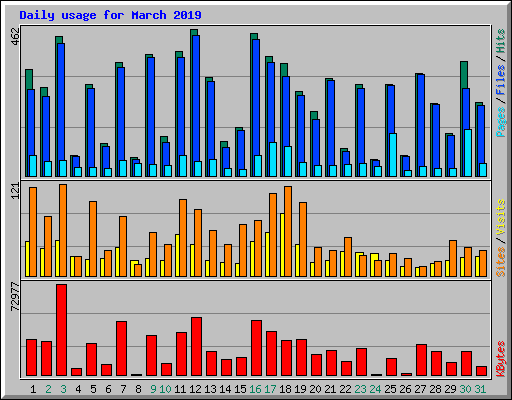 Daily usage for March 2019
462
Pages / Files / Hits
121
Sites / Visits
72977
KBytes
1 2 3 4 5 6 7 8 9 10 11 12 13 14 15 16 17 18 19 20 21 22 23 24 25 26 27 28 29 30 31